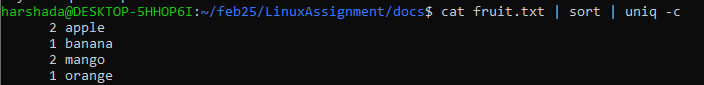 harshada@DESKTOP-5HHOP6I:~/feb25/LinuxAssignment/docs$ cat fruit.txt | sort | uniq -c
      2 apple
      1 banana
      2 mango
      1 orange